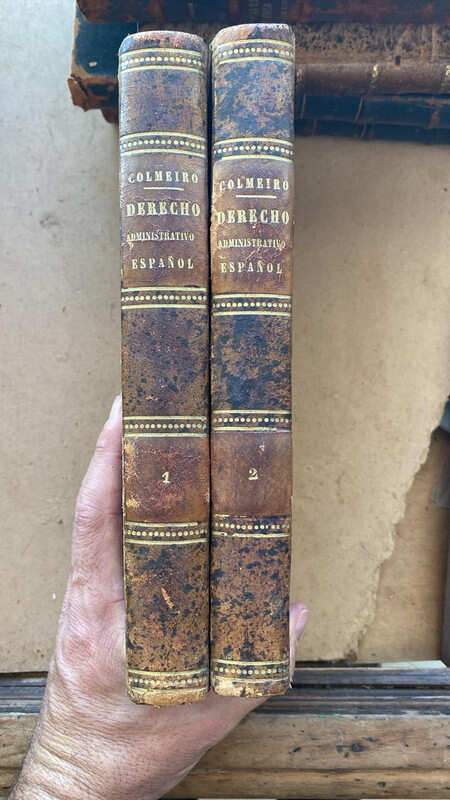 COLMEIRO
DERECHO
ADMINISTRATIVO
ESPAÑOL
1
COLMEIRO
DERECHO
ADMINISTRATIVO
ESPAÑOL
2